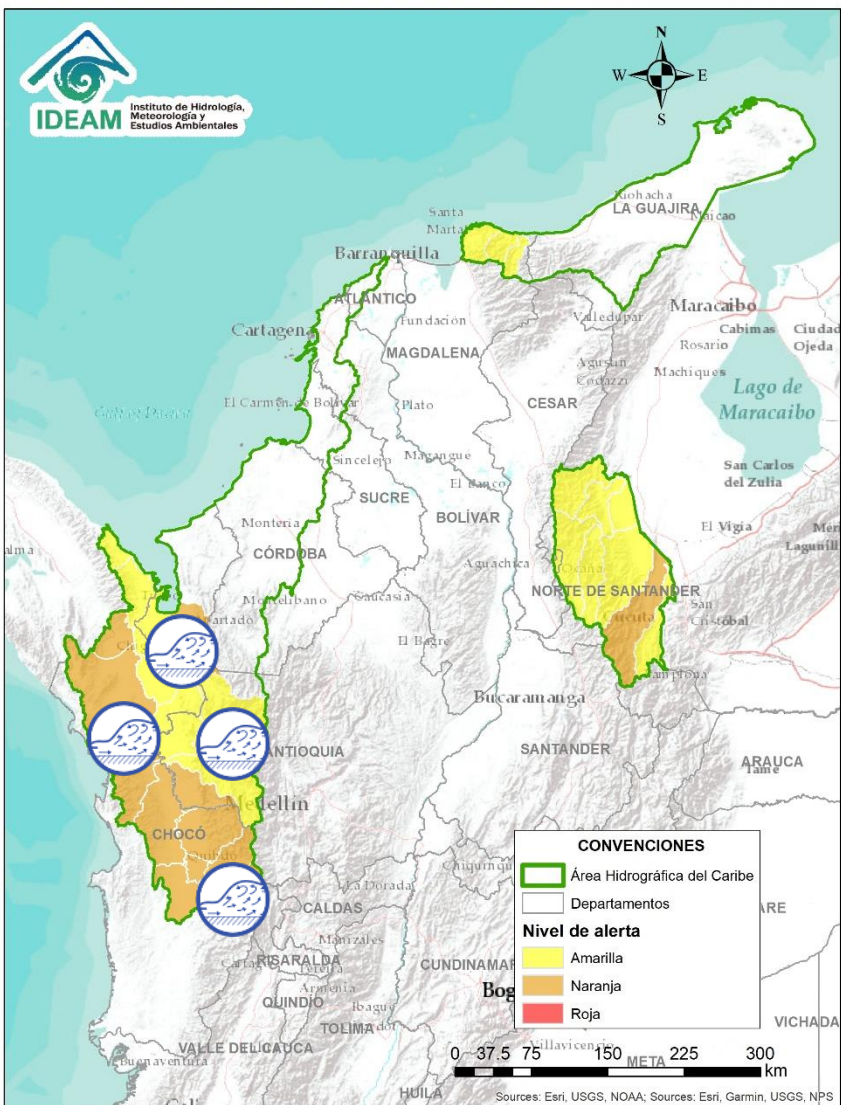 IDEAM
Instituto de Hidrología,
Meteorología y
Estudios Ambientales
N
W
E
S
Riohacha
LA GUAJIRA
Maicao
Santa
Marta
Barranquilla
ATLÁNTICO
Cartagena
Fundación
MAGDALENA
Valledupar
Maracaibo
Cabimas
Ciudad
Ojeda
Rosario
Machiques
Agustín
Codazzi
CESAR
Lago de
Maracaibo
El Carmen de Bolívar
Plato
Sincelejo
Magangue
SUCRE
El Banco
BOLÍVAR
San Carlos
del Zulia
El Vigía
Montería
CÓRDOBA
Aguachica
Ocaña
NORTE DE SANTANDER
Montelibano
Caucasia
Cúcuta
San
Cristóbal
El Bagre
Pamplona
Bucaramanga
ANTIOQUIA
SANTANDER
ARAUCA
Tame
Medellín
CHOCÓ
Quibdó
La Dorada
CALDAS
Manizales
RISARALDA
Pereira
Armenia
QUINDÍO
Ibagué
TOLIMA
VALLE DEL CAUCA
Buenaventura
HUILA
Villavicencio
META
VICHADA
CONVENCIONES
Área Hidrográfica del Caribe
Departamentos
Nivel de alerta
Amarilla
Naranja
Roja
0 37.5 75 150 225 300
km
Sources: Esri, USGS, NOAA; Sources: Esri, Garmin, USGS, NPS